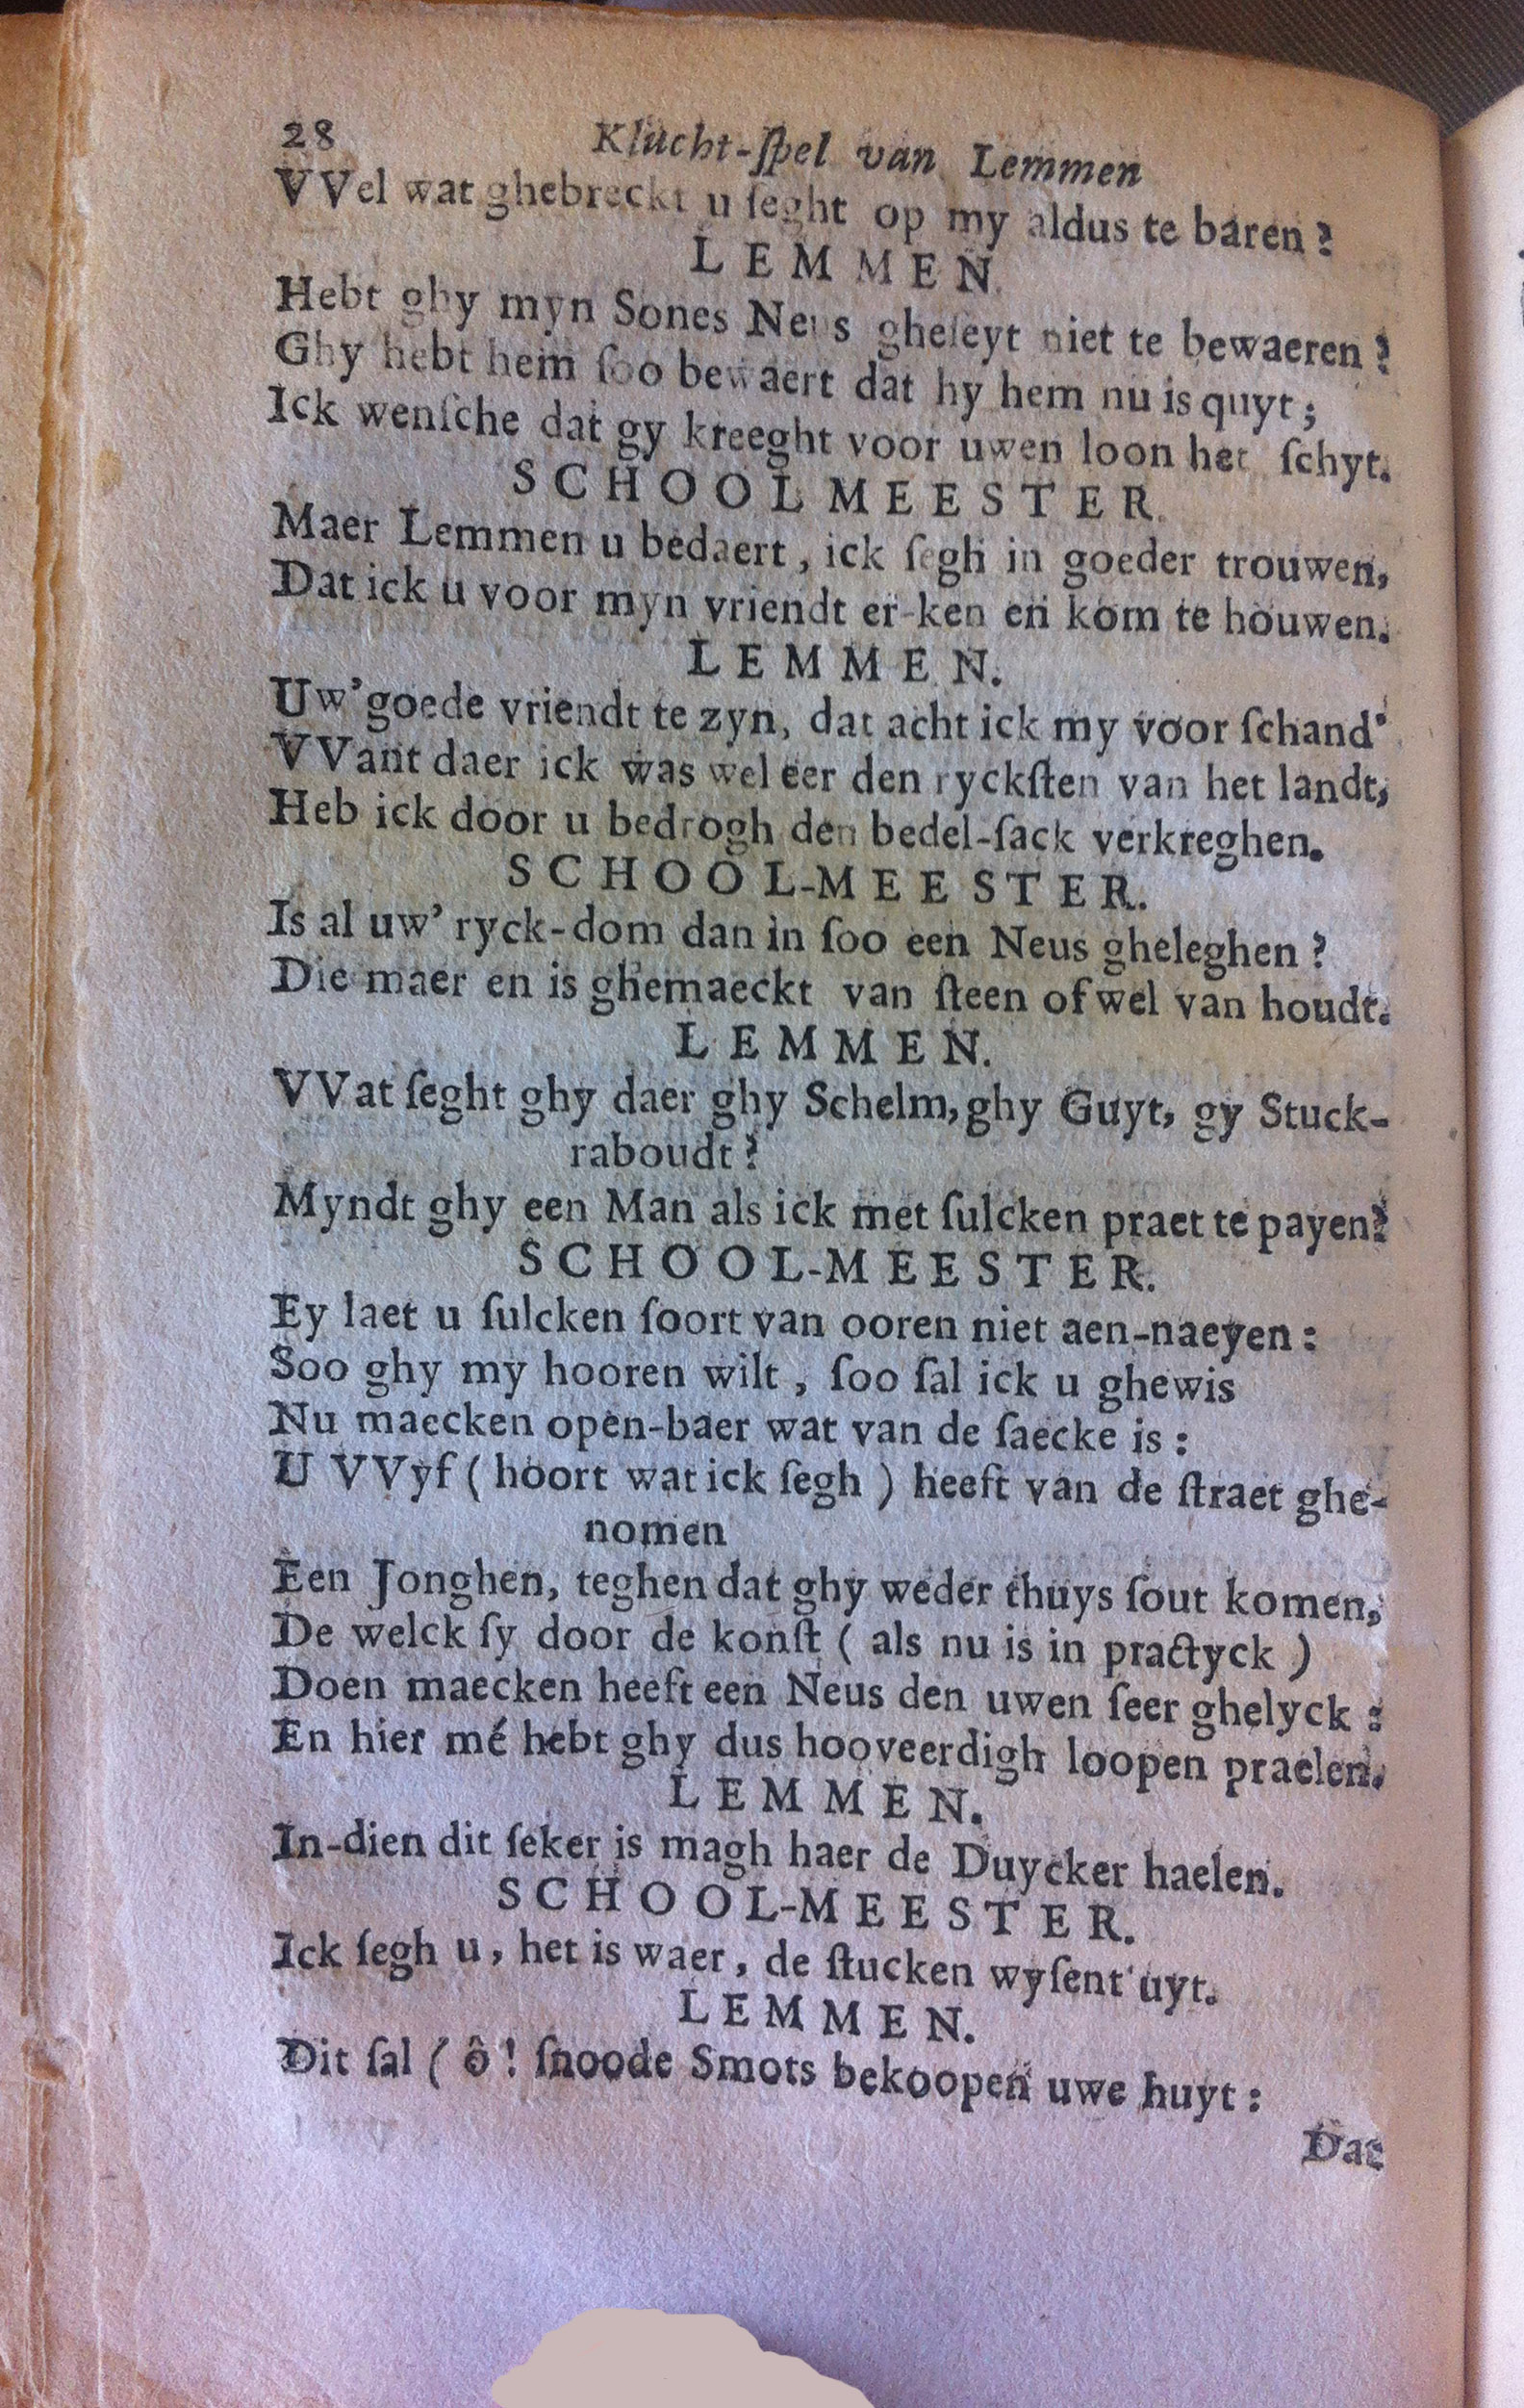 28 Klucht-ſpel van Lemmen
VVel wat ghebreckt u ſeght op my aldus te baren?
LEMMEN.
Hebt ghy myn Sones Neus gheſeyt niet te bewaeren?
Ghy hebt hem ſoo bewaert dat hy hem nu is quyt;
Ick wenſche dat gy kreeght voor uwen loon het ſchyt.
SCHOOLMEESTER.
Maer Lemmen u bedaert, ick ſegh in goeder trouwen,
Dat ick u voor myn vriendt er-ken en kom te houwen.
LEMMEN.
Uw' goede vriendt te zyn, dat acht ick my voor ſchand'
VVant daer ick was wel eer den ryckſten van het landt,
Heb ick door u bedrogh den bedel-ſack verkreghen.
SCHOOL-MEESTER.
Is al uw' ryck-dom dan in ſoo een Neus gheleghen?
Die maer en is ghemaeckt van ſteen of wel van houdt.
LEMMEN.
VVat ſeght ghy daer ghy Schelm, ghy Guyt, gy Stuck-
raboudt?
Myndt ghy een Man als ick met ſulcken praet te payen?
SCHOOL-MEESTER.
Ey laet u ſulcken ſoort van ooren niet aen-naeyen:
Soo ghy my hooren wilt, ſoo ſal ick u ghewis
Nu maecken open-baer wat van de ſaecke is:
U VVyf (hoort wat ick ſegh) heeft van de ſtraet ghe-
nomen
Een Jonghen, teghen dat ghy weder thuys ſout komen,
De welck ſy door de konſt (als nu is in practyck)
Doen maecken heeft een Neus den uwen ſeer ghelyck:
En hier mé hebt ghy dus hooveerdigh loopen praelen.
LEMMEN.
In-dien dit ſeker is magh haer de Duycker haelen.
SCHOOL-MEESTER.
Ick ſegh u, het is waer, de ſtucken wyſent uyt.
LEMMEN.
Dit ſal (ô! ſnoode Smots bekoopen uwe huyt:
Dat